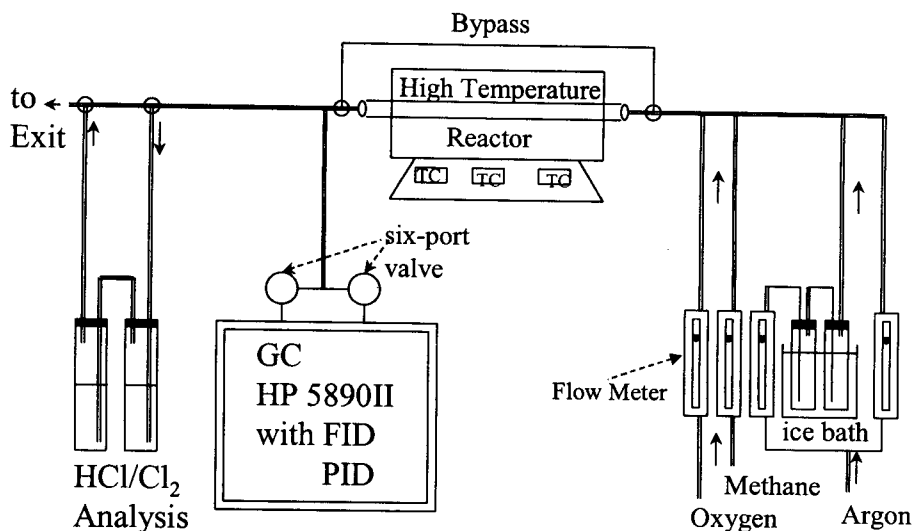 Bypass
to
Exit
High Temperature
Reactor
TC TC TC
six-port
valve
GC
HP 5890II
with FID
PID
Flow Meter
ice bath
HCl/Cl₂
Analysis
Methane
Oxygen
Argon